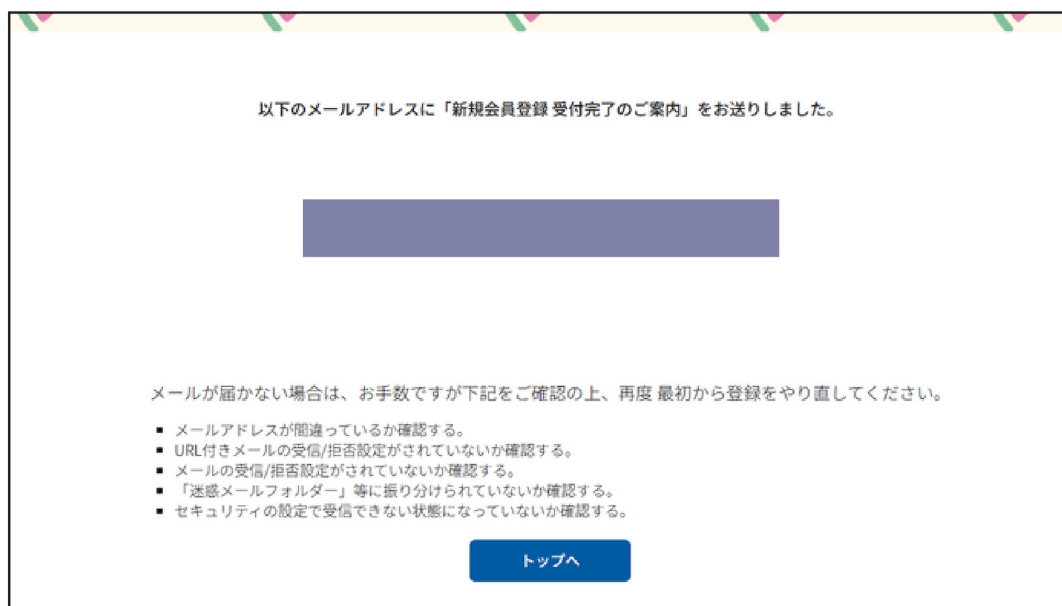 以下のメールアドレスに「新規会員登録 受付完了のご案内」をお送りしました。
メールが届かない場合は、お手数ですが下記をご確認の上、再度 最初から登録をやり直してください。
▪ メールアドレスが間違っているか確認する。
▪ URL付きメールの受信/拒否設定がされていないか確認する。
▪ メールの受信/拒否設定がされていないか確認する。
▪ 「迷惑メールフォルダー」等に振り分けられていないか確認する。
▪ セキュリティの設定で受信できない状態になっていないか確認する。
トップへ